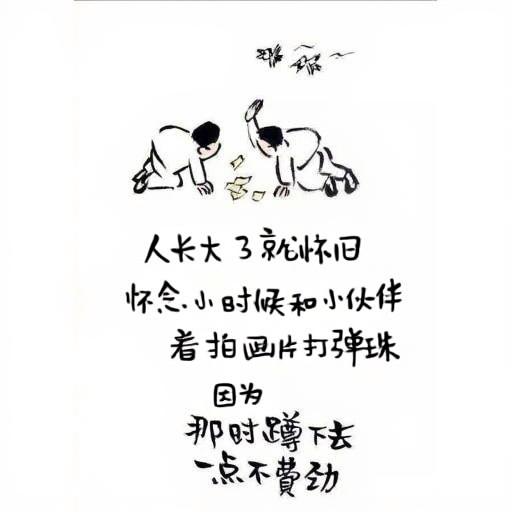 人长大了就怀旧
怀念小时候和小伙伴
着拍画片打弹珠
因为
那时蹲下去
一点不費劲